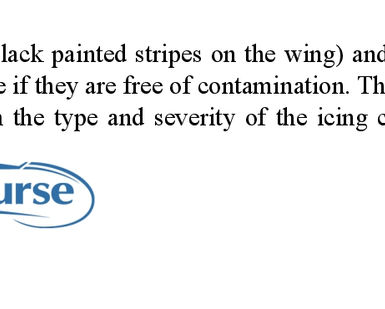 lack painted stripes on the wing) and
e if they are free of contamination. Th
n the type and severity of the icing c
urse